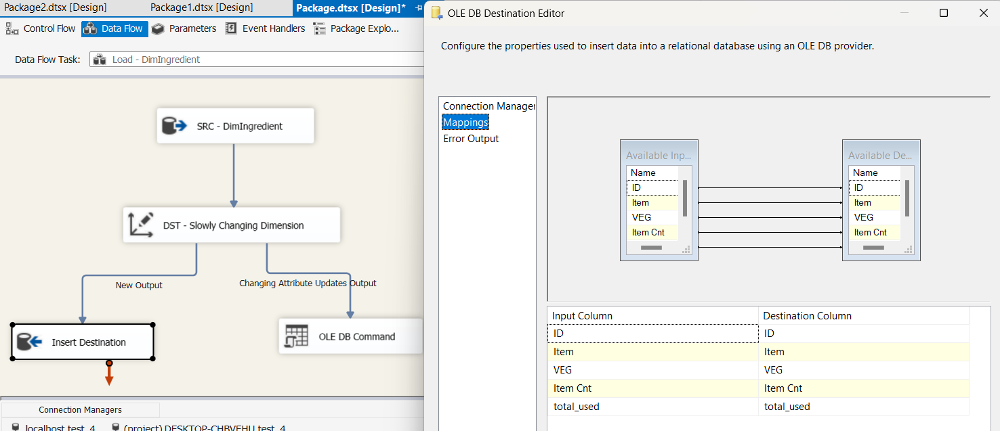 Package2.dtsx [Design]
Package1.dtsx [Design]
Package.dtsx [Design]*
Control Flow
Data Flow
Parameters
Event Handlers
Package Explo...
Data Flow Task:
Load - DimIngredient
SRC - DimIngredient
DST - Slowly Changing Dimension
New Output
Changing Attribute Updates Output
Insert Destination
OLE DB Command
Connection Managers
localhost.test_4
(project) DESKTOP-CHBVFHU.test_4
OLE DB Destination Editor
Configure the properties used to insert data into a relational database using an OLE DB provider.
Connection Manager
Mappings
Error Output
Available Inp...
Name
ID
Item
VEG
Item Cnt
Available De...
Name
ID
Item
VEG
Item Cnt
Input Column Destination Column
ID ID
Item Item
VEG VEG
Item Cnt Item Cnt
total_used total_used